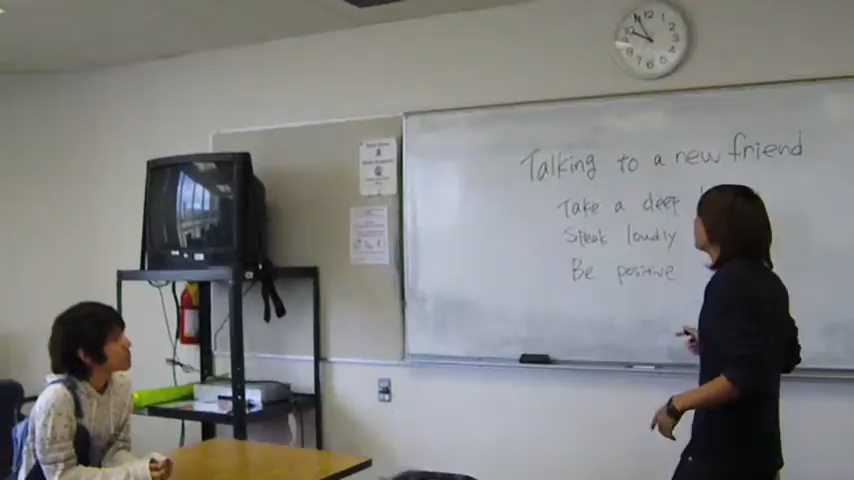 Talking to a new friend
Take a deep
Speak loudly
Be positive